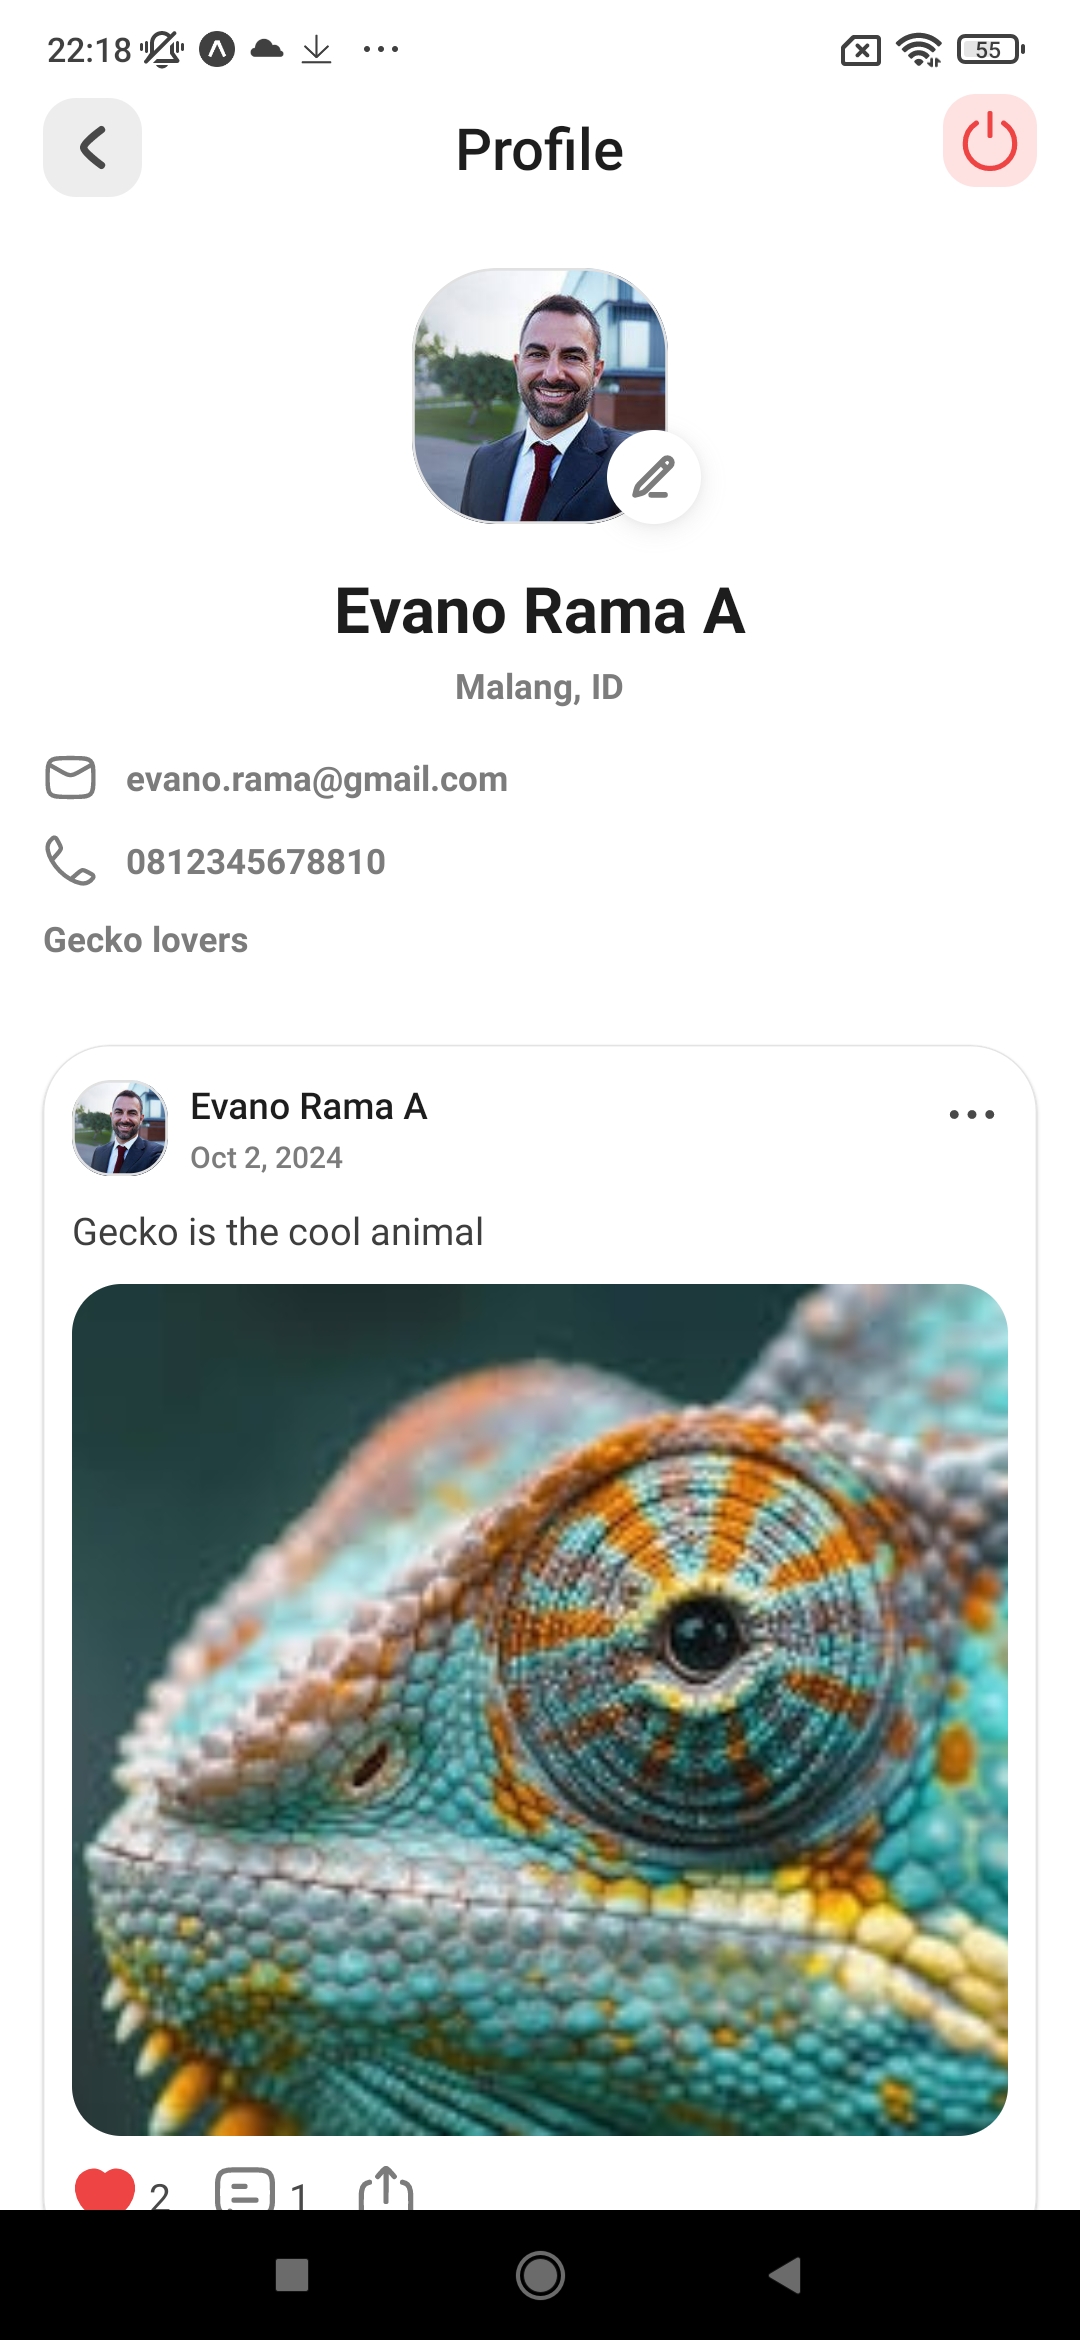 22:18
55
Profile
Evano Rama A
Malang, ID
evano.rama@gmail.com
0812345678810
Gecko lovers
Evano Rama A
Oct 2, 2024
Gecko is the cool animal
2 1